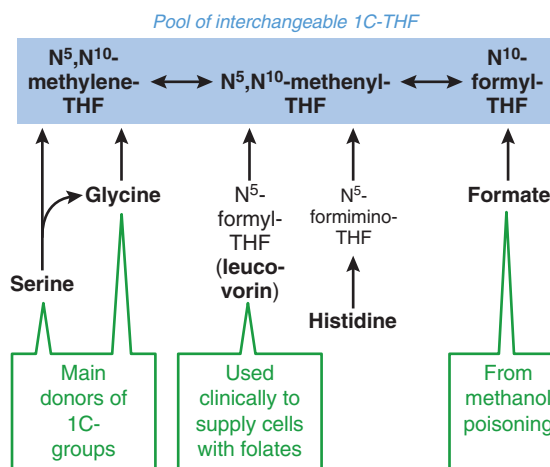 Pool of interchangeable 1C-THF
N⁵,N¹⁰-
methylene-
THF
N⁵,N¹⁰-methenyl-
THF
N¹⁰-
formyl-
THF
Glycine
Serine
N⁵-
formyl-
THF
(leuco-
vorin)
N⁵-
formimino-
THF
Histidine
Formate
Main
donors of
1C-
groups
Used
clinically to
supply cells
with folates
From
methanol
poisoning